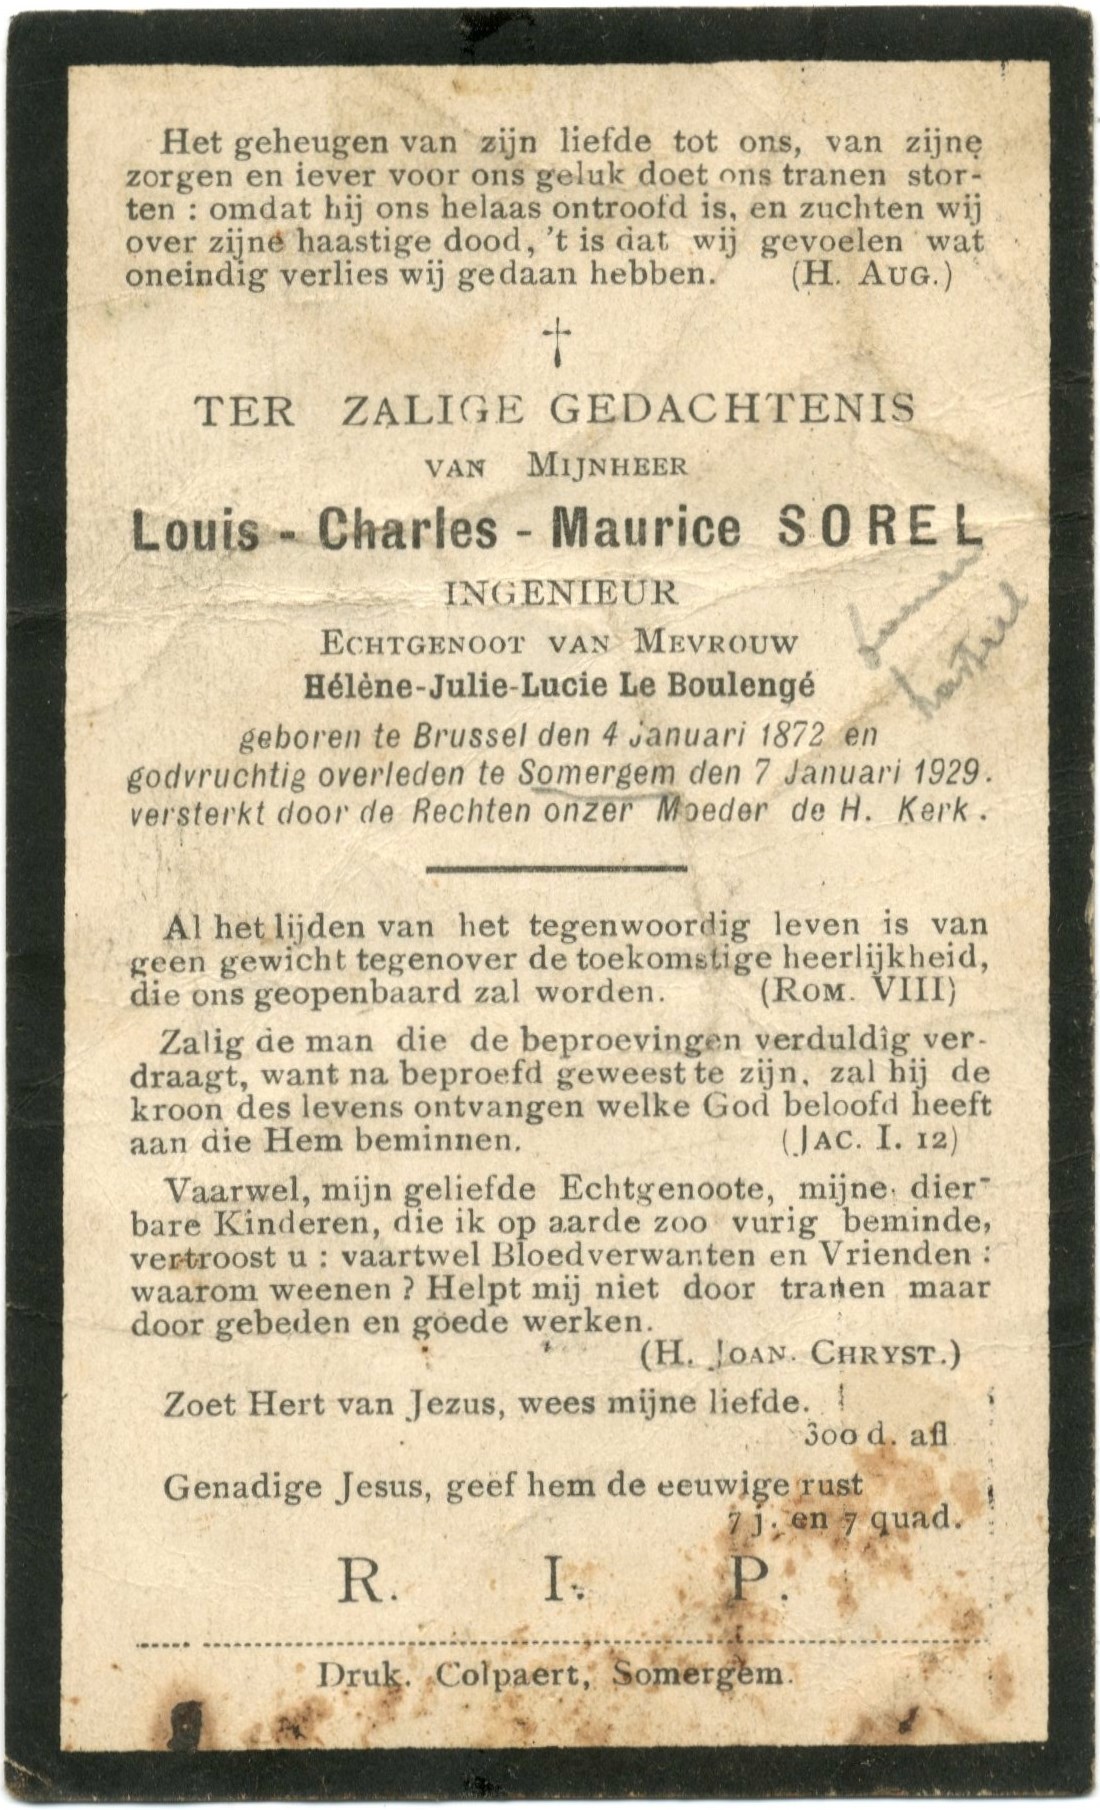 Het geheugen van zijn liefde tot ons, van zijne
zorgen en iever voor ons geluk doet ons tranen stor-
ten : omdat hij ons helaas ontroofd is, en zuchten wij
over zijne haastige dood, 't is dat wij gevoelen wat
oneindig verlies wij gedaan hebben. (H. AUG.)
†
TER ZALIGE GEDACHTENIS
VAN MIJNHEER
Louis - Charles - Maurice SOREL
INGENIEUR
ECHTGENOOT VAN MEVROUW
Hélène-Julie-Lucie Le Boulengé
geboren te Brussel den 4 Januari 1872 en
godvruchtig overleden te Somergem den 7 Januari 1929.
versterkt door de Rechten onzer Moeder de H. Kerk.
Al het lijden van het tegenwoordig leven is van
geen gewicht tegenover de toekomstige heerlijkheid,
die ons geopenbaard zal worden. (ROM. VIII)
Zalig de man die de beproevingen verduldig ver-
draagt, want na beproefd geweest te zijn, zal hij de
kroon des levens ontvangen welke God beloofd heeft
aan die Hem beminnen. (JAC. I. 12)
Vaarwel, mijn geliefde Echtgenoote, mijne dier-
bare Kinderen, die ik op aarde zoo vurig beminde,
vertroost u : vaartwel Bloedverwanten en Vrienden :
waarom weenen ? Helpt mij niet door tranen maar
door gebeden en goede werken.
(H. JOAN. CHRYST.)
Zoet Hert van Jezus, wees mijne liefde.
300 d. afl
Genadige Jesus, geef hem de eeuwige rust
7 j. en 7 quad.
R. I. P.
Druk. Colpaert, Somergem.